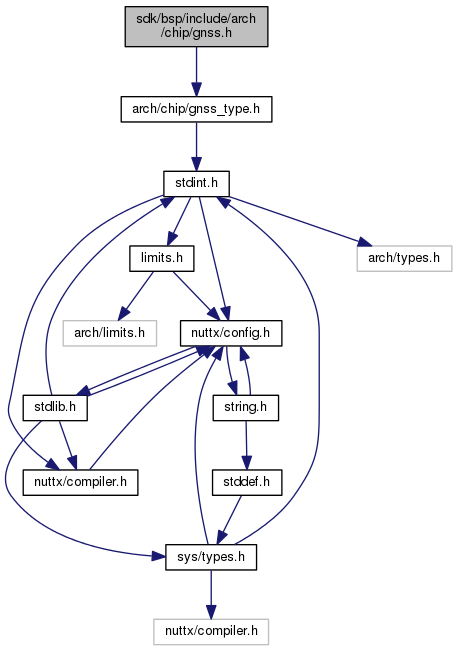 sdk/bsp/include/arch
/chip/gnss.h
arch/chip/gnss_type.h
stdint.h
limits.h
arch/types.h
arch/limits.h
nuttx/config.h
stdlib.h
string.h
nuttx/compiler.h
stddef.h
sys/types.h
nuttx/compiler.h